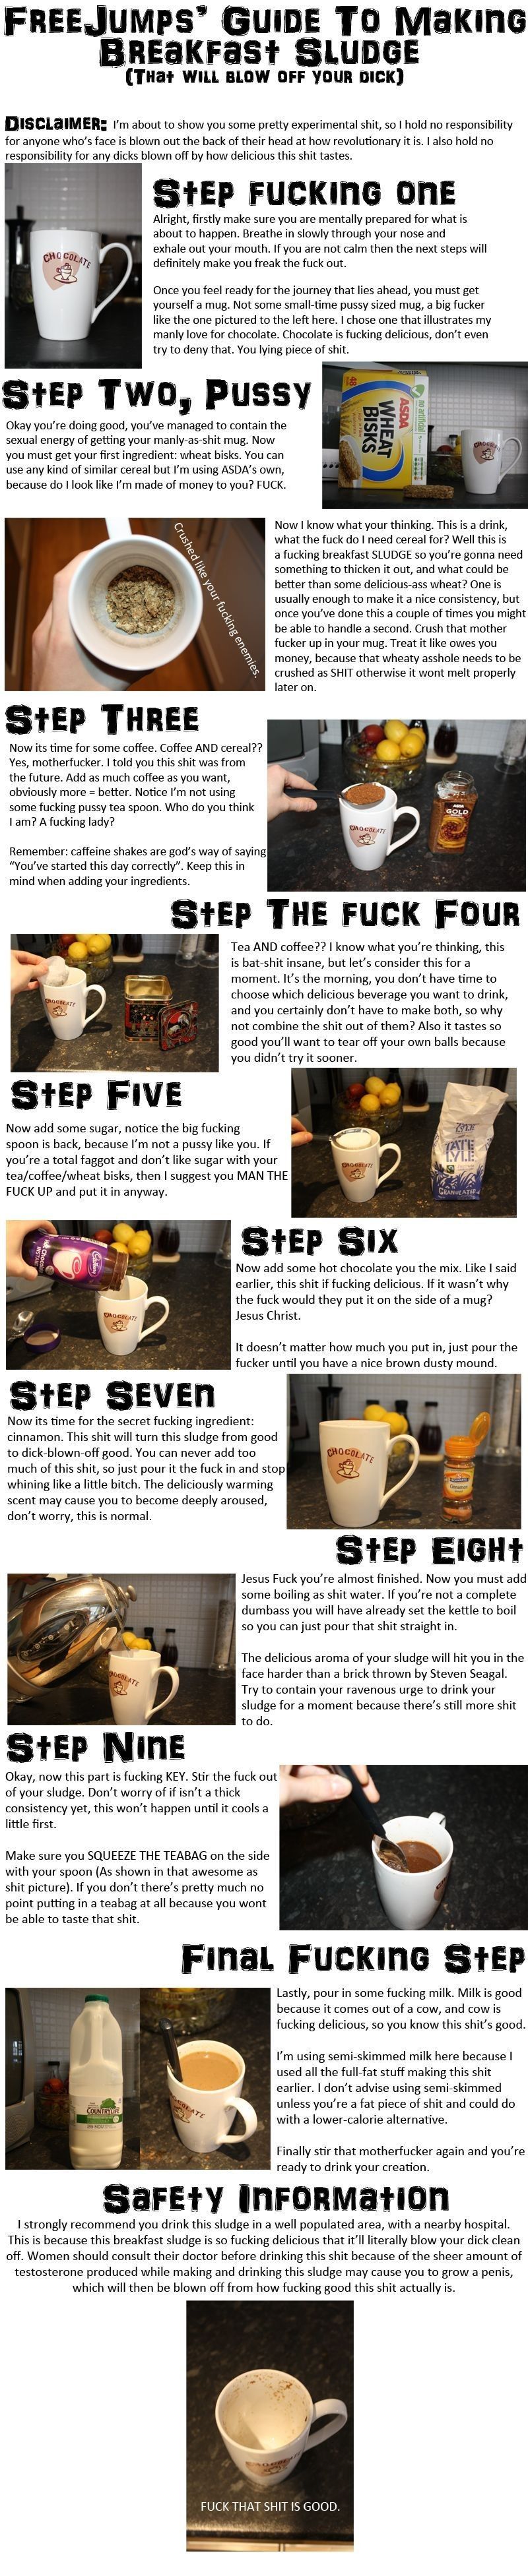 FreeJumps' Guide To Making
Breakfast Sludge
(That will blow off your dick)
Disclaimer: I'm about to show you some pretty experimental shit, so I hold no responsibility
for anyone who's face is blown out the back of their head at how revolutionary it is. I also hold no
responsibility for any dicks blown off by how delicious this shit tastes.
CHOCOLATE
Step fucking one
Alright, firstly make sure you are mentally prepared for what is
about to happen. Breathe in slowly through your nose and
exhale out your mouth. If you are not calm then the next steps will
definitely make you freak the fuck out.
Once you feel ready for the journey that lies ahead, you must get
yourself a mug. Not some small-time pussy sized mug, a big fucker
like the one pictured to the left here. I chose one that illustrates my
manly love for chocolate. Chocolate is fucking delicious, don't even
try to deny that. You lying piece of shit.
Step Two, Pussy
Okay you're doing good, you've managed to contain the
sexual energy of getting your manly-as-shit mug. Now
you must get your first ingredient: wheat bisks. You can
use any kind of similar cereal but I'm using ASDA's own,
because do I look like I'm made of money to you? FUCK.
ASDA
WHEAT
BISKS
no artificial
Crushed like your fucking enemies.
Now I know what your thinking. This is a drink,
what the fuck do I need cereal for? Well this is
a fucking breakfast SLUDGE so you're gonna need
something to thicken it out, and what could be
better than some delicious-ass wheat? One is
usually enough to make it a nice consistency, but
once you've done this a couple of times you might
be able to handle a second. Crush that mother
fucker up in your mug. Treat it like owes you
money, because that wheaty asshole needs to be
crushed as SHIT otherwise it wont melt properly
later on.
Step Three
Now its time for some coffee. Coffee AND cereal??
Yes, motherfucker. I told you this shit was from
the future. Add as much coffee as you want,
obviously more = better. Notice I'm not using
some fucking pussy tea spoon. Who do you think
I am? A fucking lady?
Remember: caffeine shakes are god's way of saying
"You've started this day correctly". Keep this in
mind when adding your ingredients.
CHOCOLATE
GOLD
Step The fuck Four
CHOCOLATE
Tea AND coffee?? I know what you're thinking, this
is bat-shit insane, but let's consider this for a
moment. It's the morning, you don't have time to
choose which delicious beverage you want to drink,
and you certainly don't have to make both, so why
not combine the shit out of them? Also it tastes so
good you'll want to tear off your own balls because
you didn't try it sooner.
Step Five
Now add some sugar, notice the big fucking
spoon is back, because I'm not a pussy like you. If
you're a total faggot and don't like sugar with your
tea/coffee/wheat bisks, then I suggest you MAN THE
FUCK UP and put it in anyway.
CHOCOLATE
TATE
LYLE
GRANULATED
Cadbury
CHOCOLATE
Step Six
Now add some hot chocolate you the mix. Like I said
earlier, this shit if fucking delicious. If it wasn't why
the fuck would they put it on the side of a mug?
Jesus Christ.
It doesn't matter how much you put in, just pour the
fucker until you have a nice brown dusty mound.
Step Seven
Now its time for the secret fucking ingredient:
cinnamon. This shit will turn this sludge from good
to dick-blown-off good. You can never add too
much of this shit, so just pour it the fuck in and stop
whining like a little bitch. The deliciously warming
scent may cause you to become deeply aroused,
don't worry, this is normal.
CHOCOLATE
Cinnamon
Step Eight
Jesus Fuck you're almost finished. Now you must add
some boiling as shit water. If you're not a complete
dumbass you will have already set the kettle to boil
so you can just pour that shit straight in.
The delicious aroma of your sludge will hit you in the
face harder than a brick thrown by Steven Seagal.
Try to contain your ravenous urge to drink your
sludge for a moment because there's still more shit
to do.
Step Nine
Okay, now this part is fucking KEY. Stir the fuck out
of your sludge. Don't worry of if isn't a thick
consistency yet, this won't happen until it cools a
little first.
Make sure you SQUEEZE THE TEABAG on the side
with your spoon (As shown in that awesome as
shit picture). If you don't there's pretty much no
point putting in a teabag at all because you wont
be able to taste that shit.
Final Fucking Step
COUNTRYLIFE
Lastly, pour in some fucking milk. Milk is good
because it comes out of a cow, and cow is
fucking delicious, so you know this shit's good.
I'm using semi-skimmed milk here because I
used all the full-fat stuff making this shit
earlier. I don't advise using semi-skimmed
unless you're a fat piece of shit and could do
with a lower-calorie alternative.
Finally stir that motherfucker again and you're
ready to drink your creation.
Safety Information
I strongly recommend you drink this sludge in a well populated area, with a nearby hospital.
This is because this breakfast sludge is so fucking delicious that it'll literally blow your dick clean
off. Women should consult their doctor before drinking this shit because of the sheer amount of
testosterone produced while making and drinking this sludge may cause you to grow a penis,
which will then be blown off from how fucking good this shit actually is.
FUCK THAT SHIT IS GOOD.